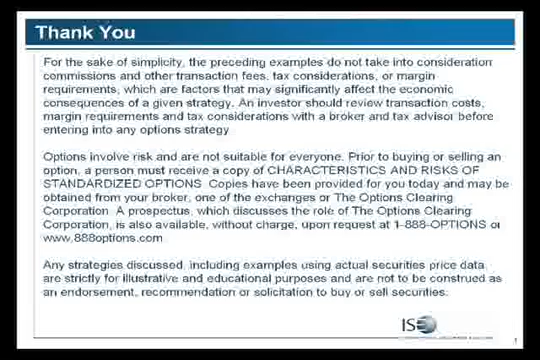 Thank You
For the sake of simplicity, the preceding examples do not take into consideration
commissions and other transaction fees, tax considerations, or margin
requirements, which are factors that may significantly affect the economic
consequences of a given strategy. An investor should review transaction costs,
margin requirements and tax considerations with a broker and tax advisor before
entering into any options strategy
Options involve risk and are not suitable for everyone. Prior to buying or selling an
option, a person must receive a copy of CHARACTERISTICS AND RISKS OF
STANDARDIZED OPTIONS. Copies have been provided for you today and may be
obtained from your broker, one of the exchanges or The Options Clearing
Corporation. A prospectus, which discusses the role of The Options Clearing
Corporation, is also available, without charge, upon request at 1-888-OPTIONS or
www.888options.com
Any strategies discussed, including examples using actual securities price data,
are strictly for illustrative and educational purposes and are not to be construed as
an endorsement, recommendation or solicitation to buy or sell securities.
ISE
INTERNATIONAL SECURITIES EXCHANGE
1